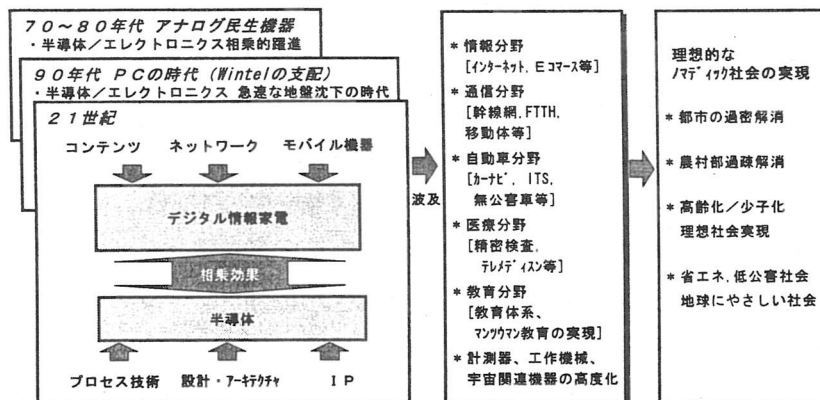 70～80年代 アナログ民生機器
・半導体/エレクトロニクス相乗的躍進
90年代 PCの時代 (Wintelの支配)
・半導体/エレクトロニクス 急速な地盤沈下の時代
21世紀
コンテンツ ネットワーク モバイル機器
デジタル情報家電
相乗効果
半導体
プロセス技術 設計・アーキテクチャ IP
波及
* 情報分野
[インターネット, Eコマース等]
* 通信分野
[幹線網, FTTH,
移動体等]
* 自動車分野
[カーナビ, ITS,
無公害車等]
* 医療分野
[精密検査,
テレメディスン等]
* 教育分野
[教育体系、
マンツウマン教育の実現]
* 計測器、工作機械、
宇宙関連機器の高度化
理想的な
ノマディック社会の実現
* 都市の過密解消
* 農村部過疎解消
* 高齢化/少子化
理想社会実現
* 省エネ, 低公害社会
地球にやさしい社会